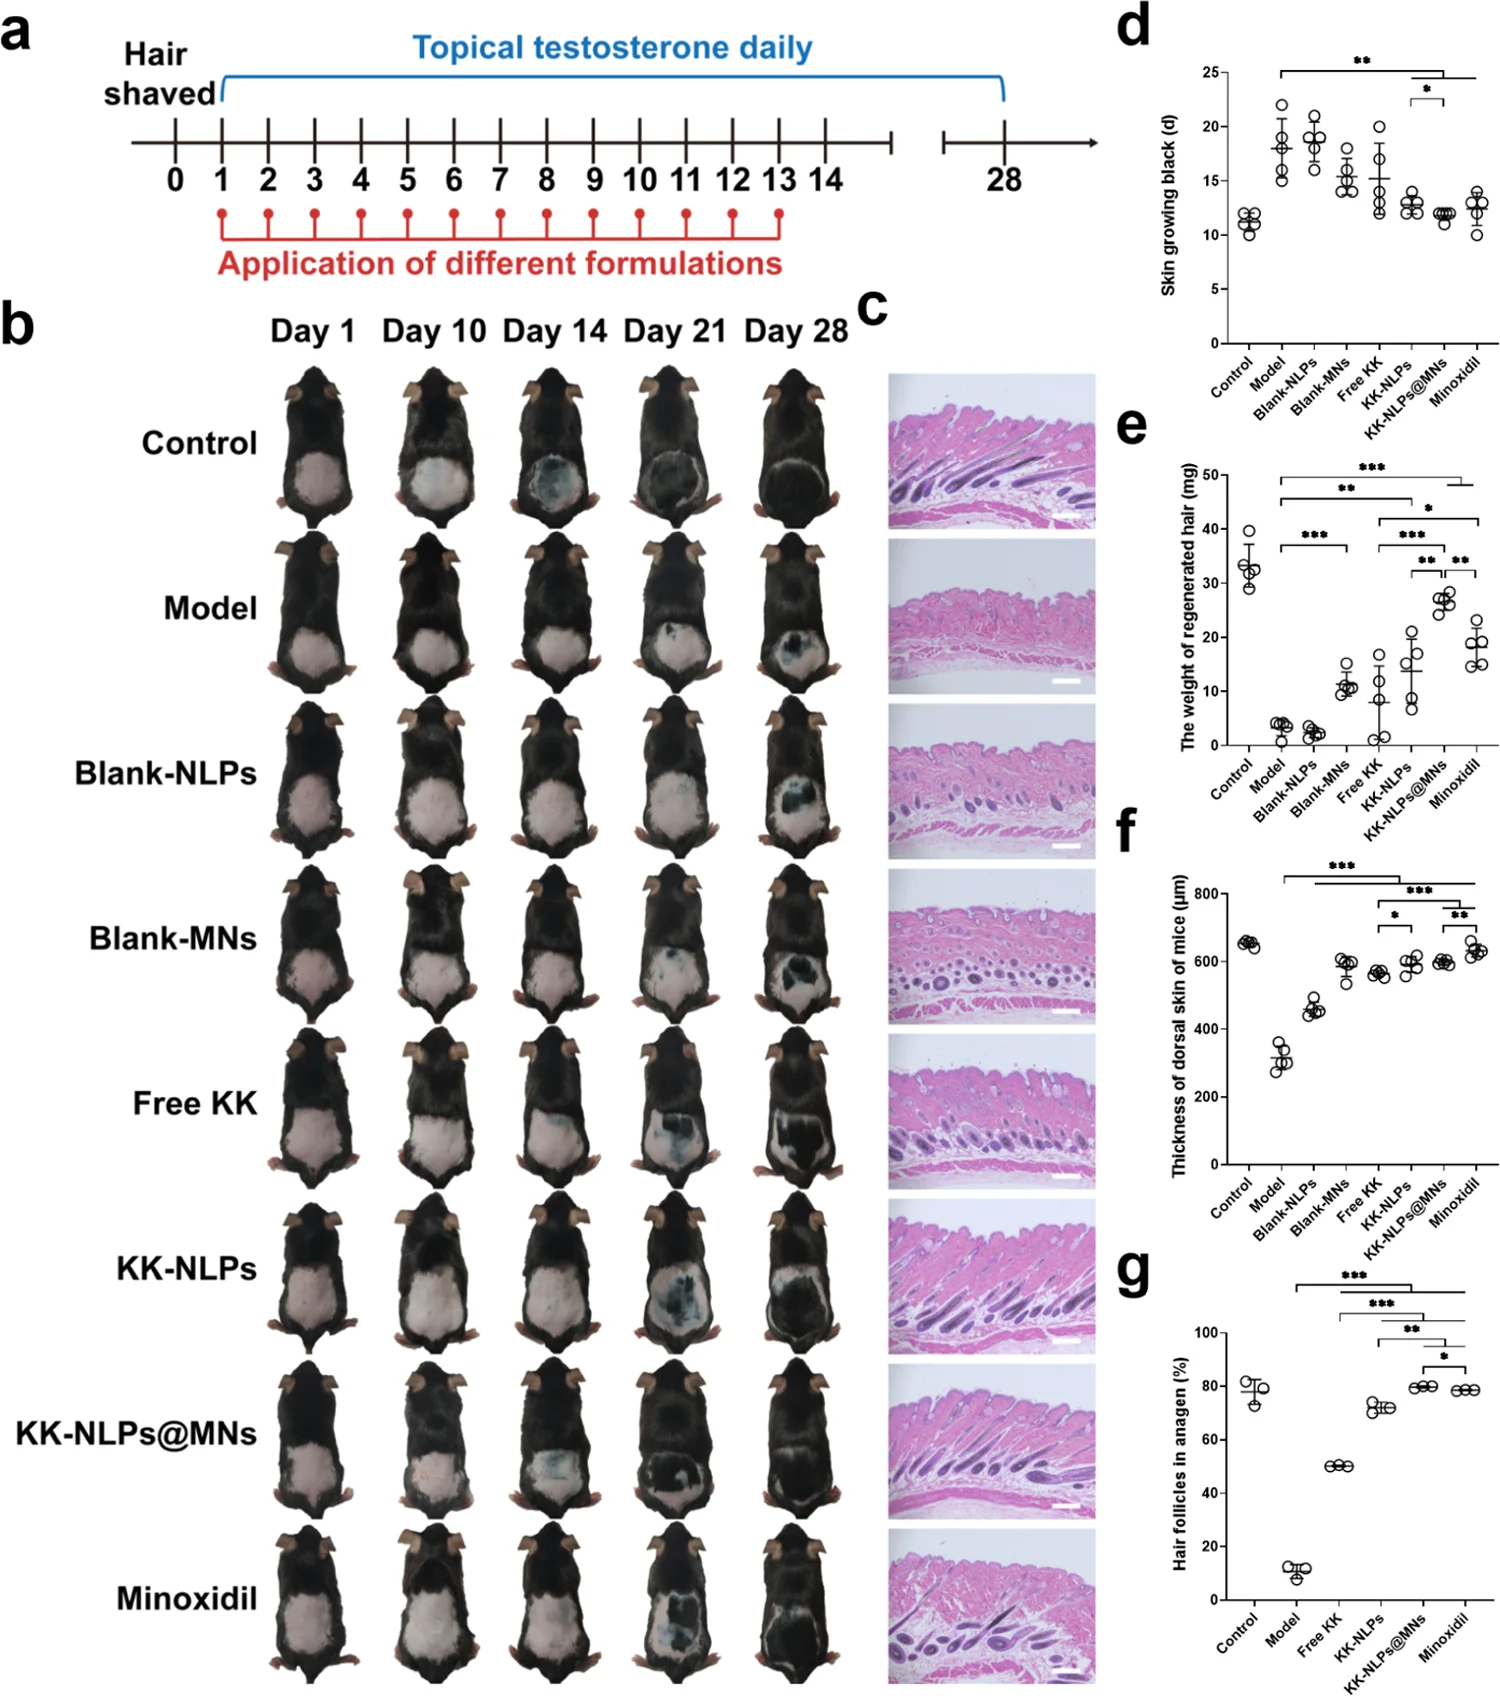 a
Hair
shaved
Topical testosterone daily
0 1 2 3 4 5 6 7 8 9 10 11 12 13 14 28
Application of different formulations
b
Day 1 Day 10 Day 14 Day 21 Day 28
Control
Model
Blank-NLPs
Blank-MNs
Free KK
KK-NLPs
KK-NLPs@MNs
Minoxidil
c
d
Skin growing black (d)
25
20
15
10
5
0
**
*
Control Model Blank-NLPs Blank-MNs Free KK KK-NLPs KK-NLPs@MNs Minoxidil
e
The weight of regenerated hair (mg)
50
40
30
20
10
0
***
**
*
*** ***
** **
Control Model Blank-NLPs Blank-MNs Free KK KK-NLPs KK-NLPs@MNs Minoxidil
f
Thickness of dorsal skin of mice (μm)
800
600
400
200
0
***
***
* **
Control Model Blank-NLPs Blank-MNs Free KK KK-NLPs KK-NLPs@MNs Minoxidil
g
Hair follicles in anagen (%)
100
80
60
40
20
0
***
***
**
*
Control Model Free KK KK-NLPs KK-NLPs@MNs Minoxidil